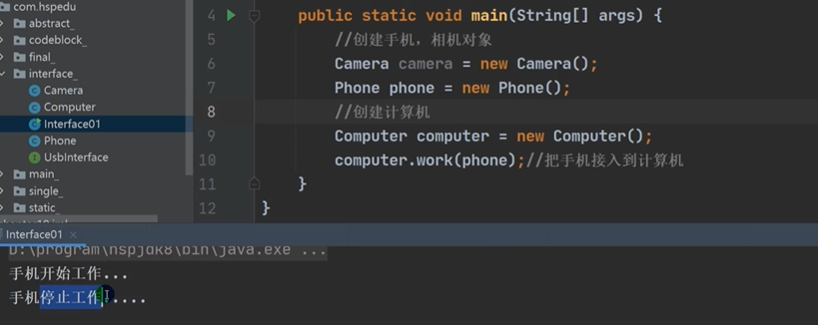 com.hspedu
abstract_
codeblock_
final_
interface_
Camera
Computer
Interface01
Phone
UsbInterface
main_
single_
static_
4 public static void main(String[] args) {
5 //创建手机，相机对象
6 Camera camera = new Camera();
7 Phone phone = new Phone();
8 //创建计算机
9 Computer computer = new Computer();
10 computer.work(phone);//把手机接入到计算机
11 }
12 }
Interface01 ×
D:\program\hspjdk8\bin\java.exe ...
手机开始工作...
手机停止工作.....